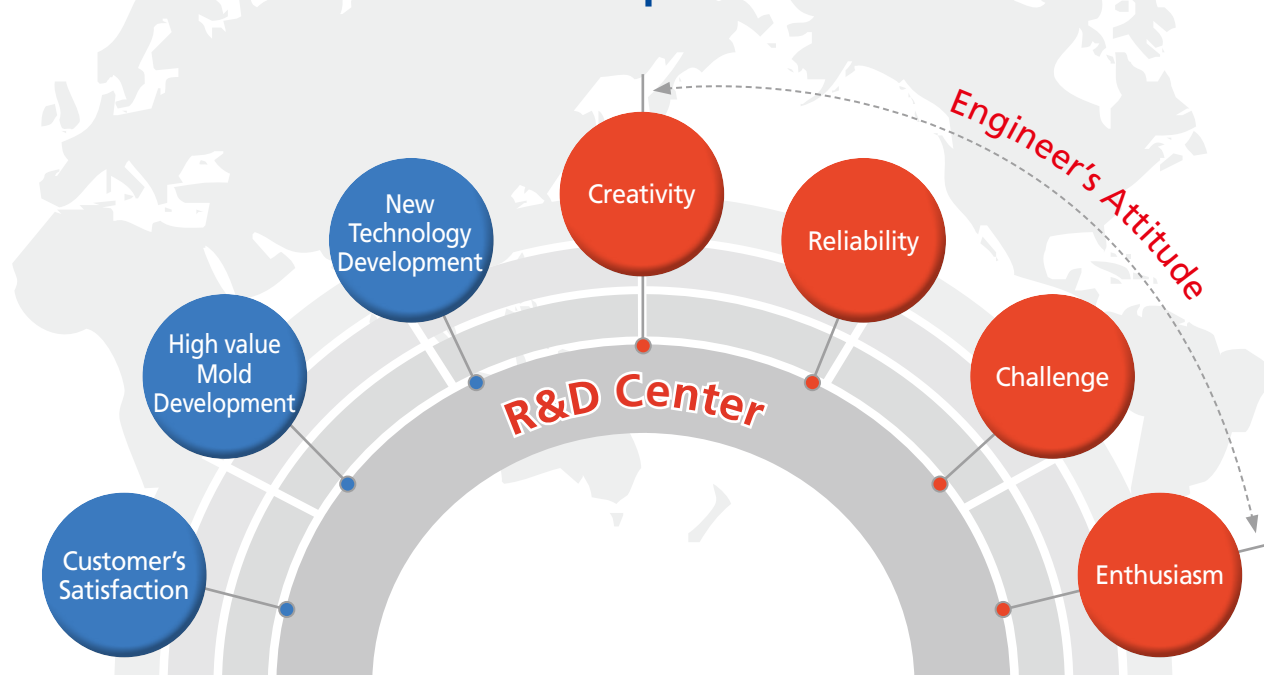 Creativity
Engineer's Attitude
New
Technology
Development
Reliability
High value
Mold
Development
Challenge
R&D Center
Customer's
Satisfaction
Enthusiasm